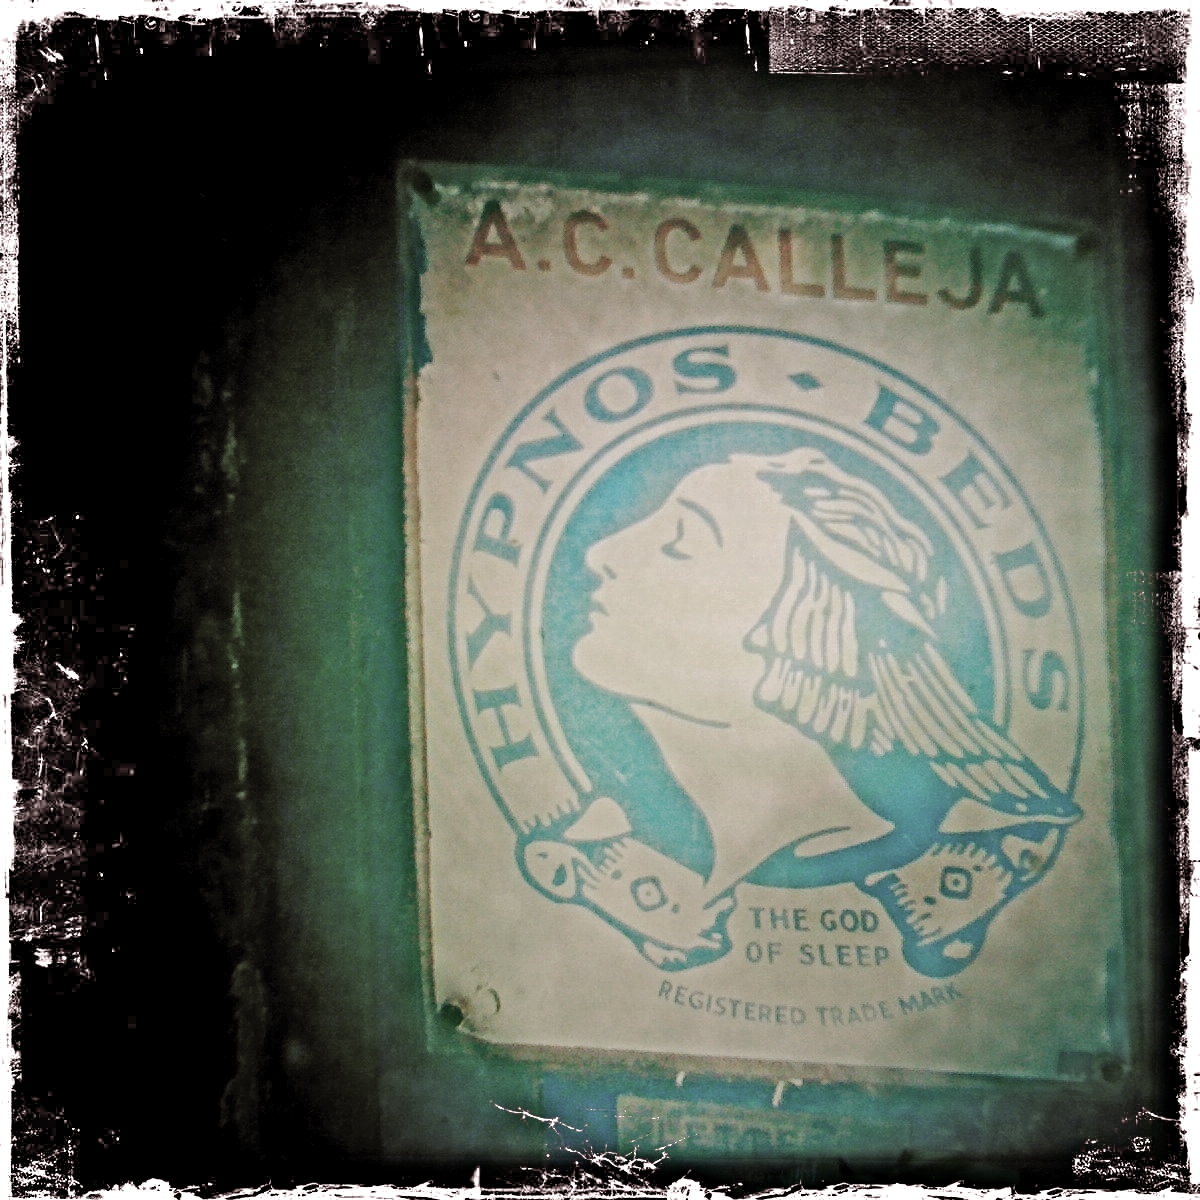 A.C.CALLEJA
HYPNOS • BEDS
THE GOD
OF SLEEP
REGISTERED TRADE MARK